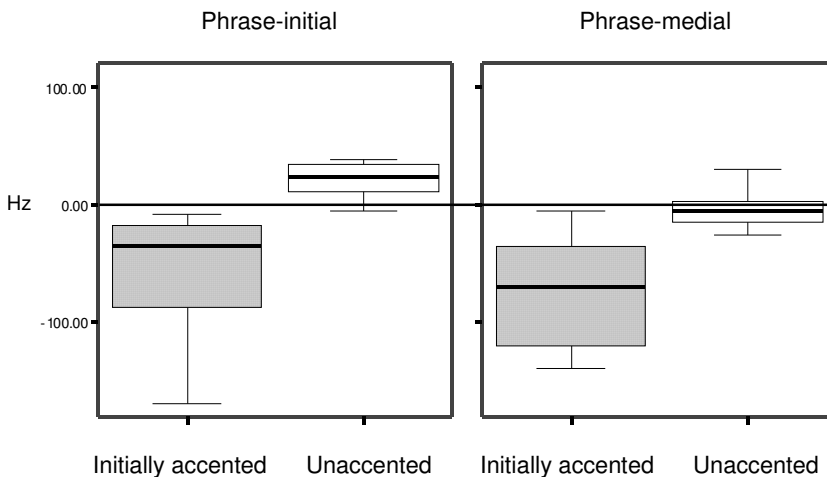 Phrase-initial Phrase-medial
100.00
Hz 0.00
-100.00
Initially accented Unaccented Initially accented Unaccented